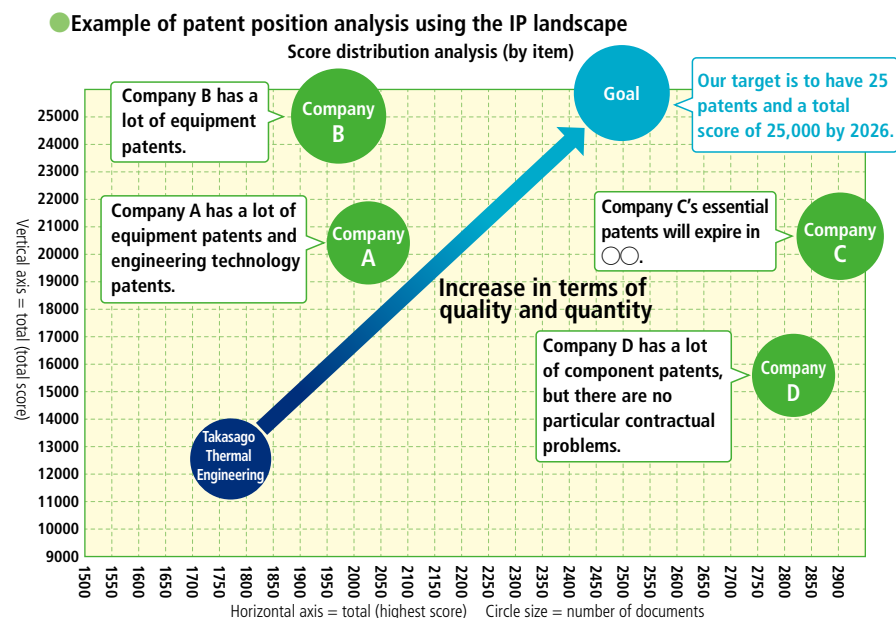 Example of patent position analysis using the IP landscape
Score distribution analysis (by item)
Vertical axis = total (total score)
25000
24000
23000
22000
21000
20000
19000
18000
17000
16000
15000
14000
13000
12000
11000
10000
9000
Company B has a
lot of equipment
patents.
Company
B
Goal
Our target is to have 25
patents and a total
score of 25,000 by 2026.
Company A has a lot of
equipment patents and
engineering technology
patents.
Company
A
Company C's essential
patents will expire in
○○.
Company
C
Increase in terms of
quality and quantity
Company D has a lot
of component patents,
but there are no
particular contractual
problems.
Company
D
Takasago
Thermal
Engineering
1500
1550
1600
1650
1700
1750
1800
1850
1900
1950
2000
2050
2100
2150
2200
2250
2300
2350
2400
2450
2500
2550
2600
2650
2700
2750
2800
2850
2900
Horizontal axis = total (highest score) Circle size = number of documents